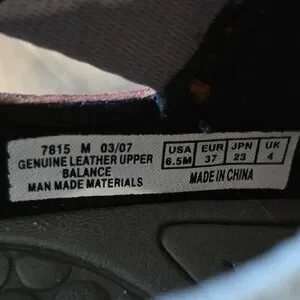 7815 M 03/07
GENUINE LEATHER UPPER
BALANCE
MAN MADE MATERIALS
USA EUR JPN UK
6.5M 37 23 4
MADE IN CHINA